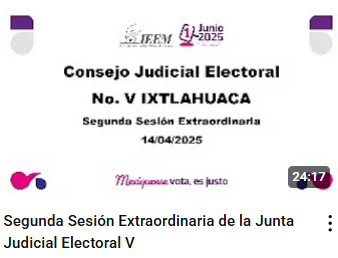 IEEM
1 Junio
2025
Consejo Judicial Electoral
No. V IXTLAHUACA
Segunda Sesión Extraordinaria
14/04/2025
Mexiquense vota, es justo
24:17
Segunda Sesión Extraordinaria de la Junta
Judicial Electoral V